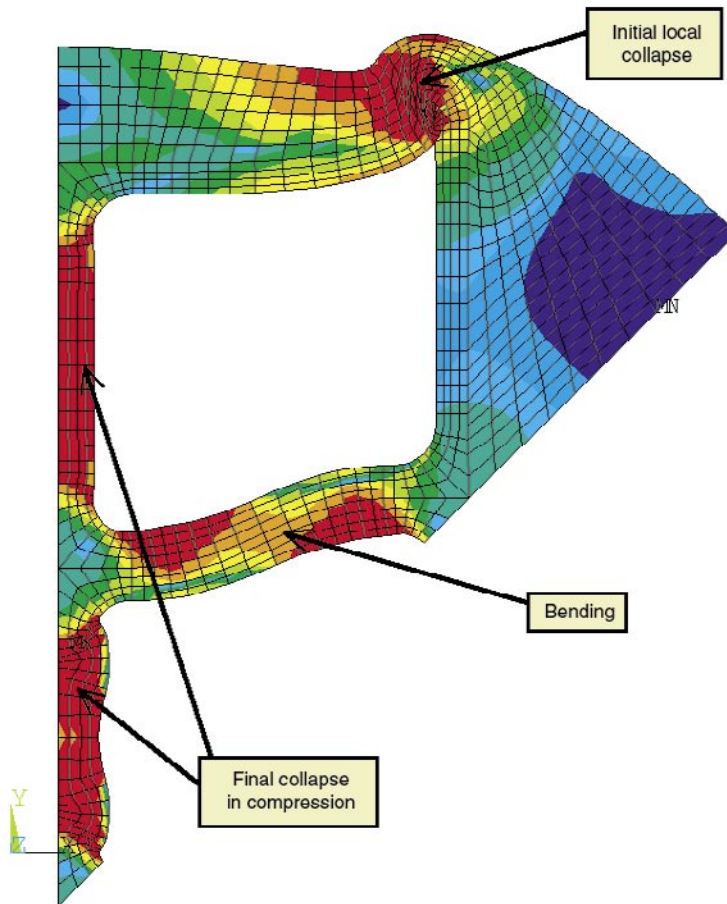 Initial local
collapse
MN
Bending
Final collapse
in compression
Y
Z